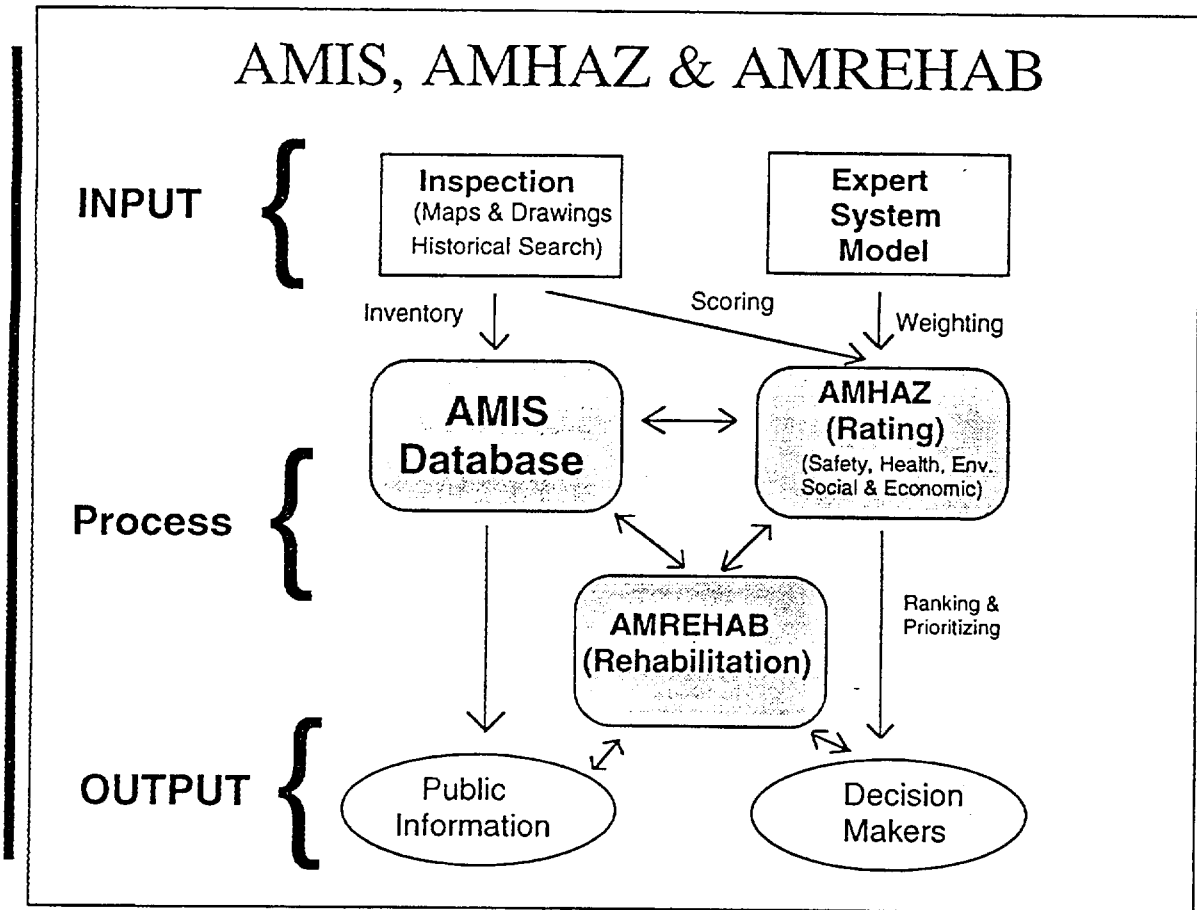 AMIS, AMHAZ & AMREHAB
INPUT
Inspection
(Maps & Drawings
Historical Search)
Expert
System
Model
Inventory
Scoring
Weighting
AMIS
Database
AMHAZ
(Rating)
(Safety, Health, Env.
Social & Economic)
Process
AMREHAB
(Rehabilitation)
Ranking &
Prioritizing
OUTPUT
Public
Information
Decision
Makers